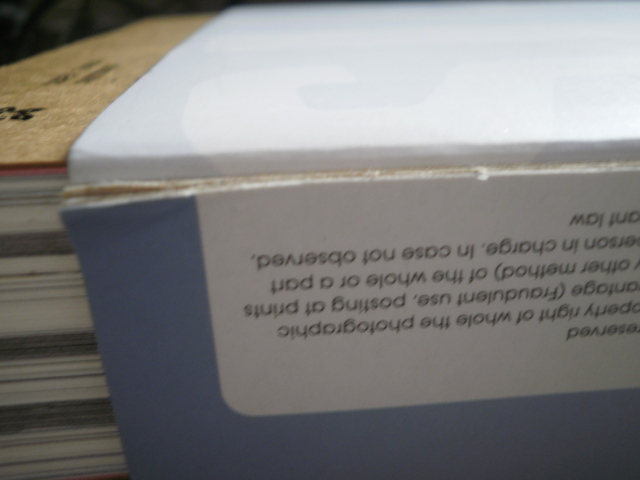 reserved
operty right of whole the photographic
antage (Fraudulent use, posting at prints
y other method) of the whole or a part
erson in charge. In case not observed,
ant law